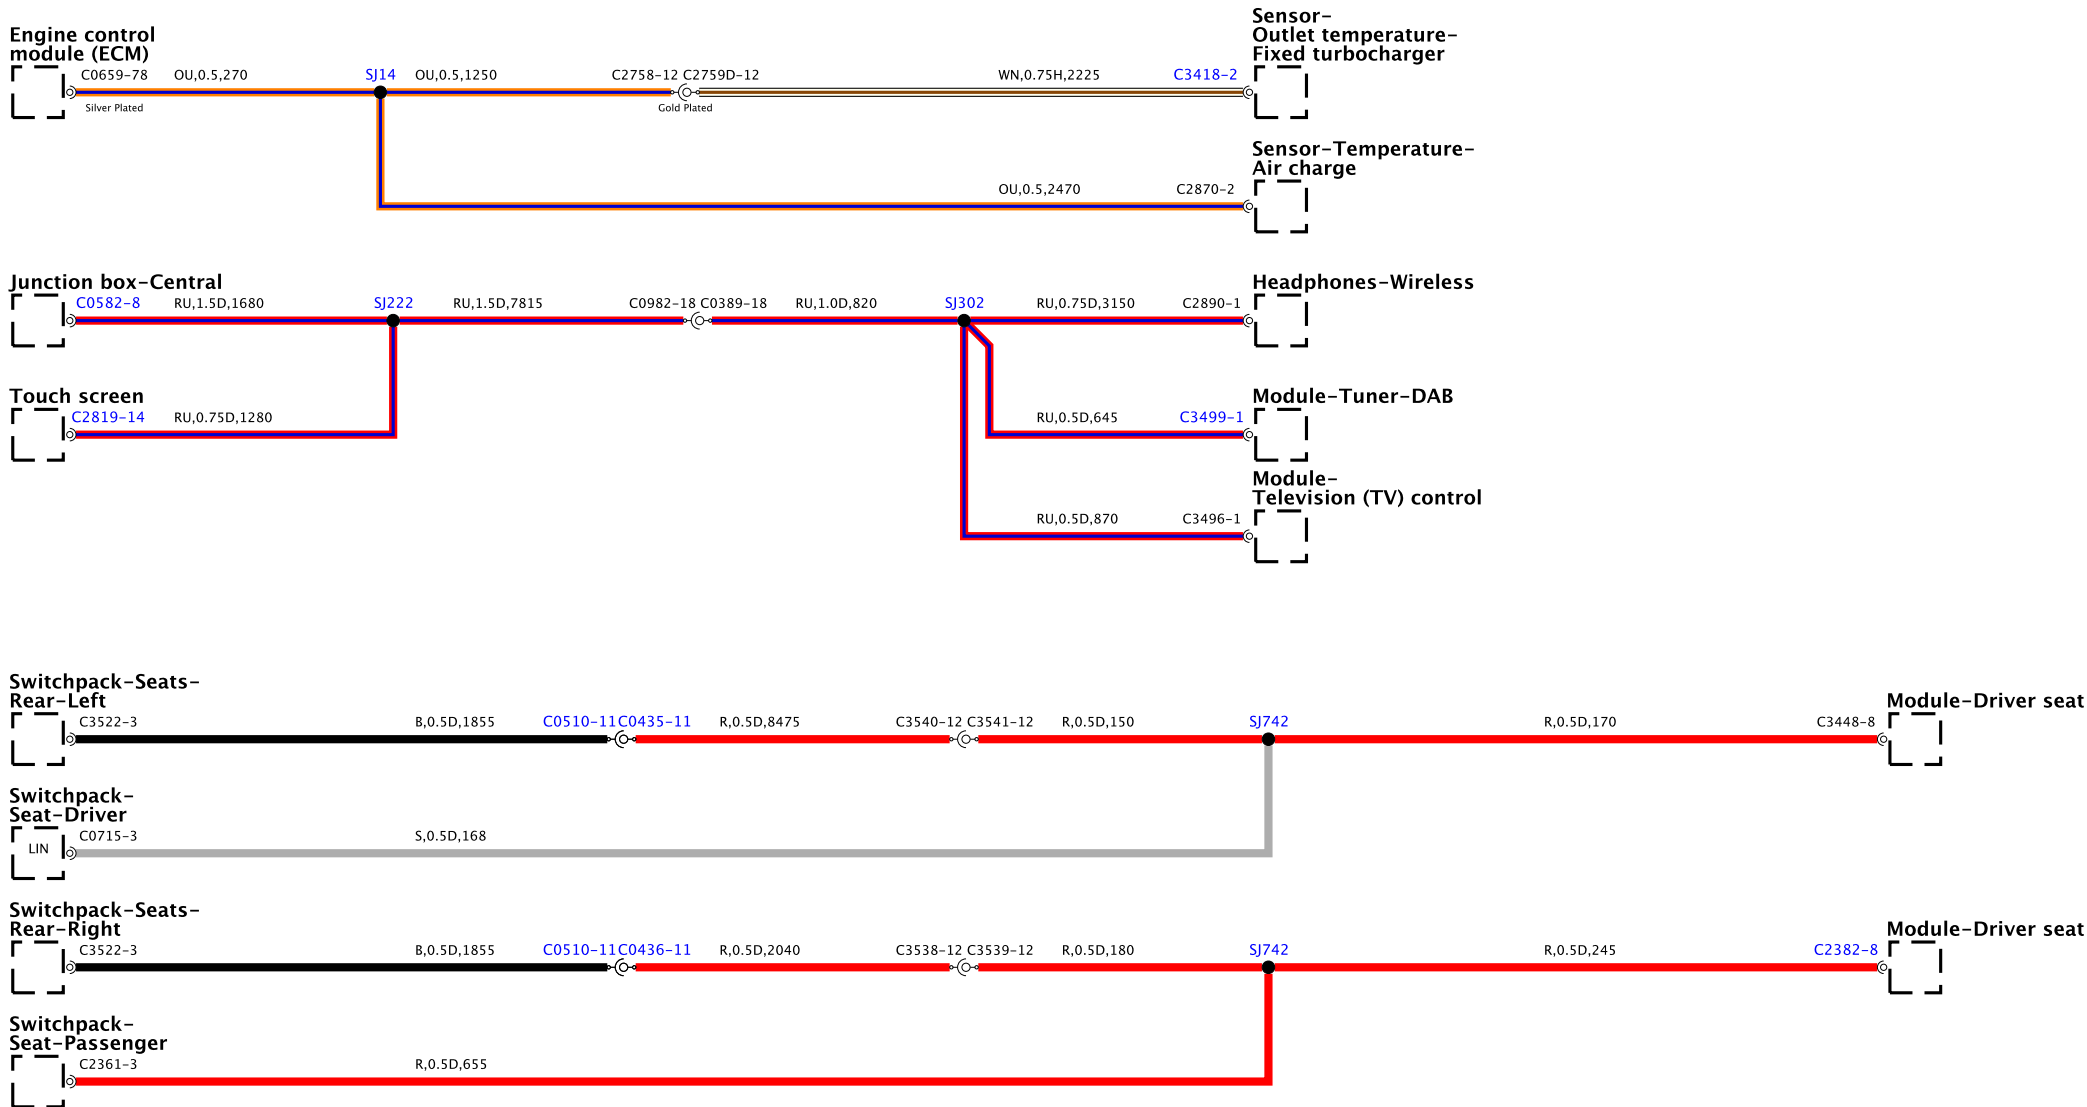 Sensor-
Outlet temperature-
Fixed turbocharger
Engine control
module (ECM)
C0659-78 OU,0.5,270 SJ14 OU,0.5,1250 C2758-12 C2759D-12 WN,0.75H,2225 C3418-2
Silver Plated Gold Plated
Sensor-Temperature-
Air charge
OU,0.5,2470 C2870-2
Junction box-Central Headphones-Wireless
C0582-8 RU,1.5D,1680 SJ222 RU,1.5D,7815 C0982-18 C0389-18 RU,1.0D,820 SJ302 RU,0.75D,3150 C2890-1
Touch screen Module-Tuner-DAB
C2819-14 RU,0.75D,1280 RU,0.5D,645 C3499-1
Module-
Television (TV) control
RU,0.5D,870 C3496-1
Switchpack-Seats-
Rear-Left Module-Driver seat
C3522-3 B,0.5D,1855 C0510-11 C0435-11 R,0.5D,8475 C3540-12 C3541-12 R,0.5D,150 SJ742 R,0.5D,170 C3448-8
Switchpack-
Seat-Driver
C0715-3 S,0.5D,168
LIN
Switchpack-Seats-
Rear-Right Module-Driver seat
C3522-3 B,0.5D,1855 C0510-11 C0436-11 R,0.5D,2040 C3538-12 C3539-12 R,0.5D,180 SJ742 R,0.5D,245 C2382-8
Switchpack-
Seat-Passenger
C2361-3 R,0.5D,655